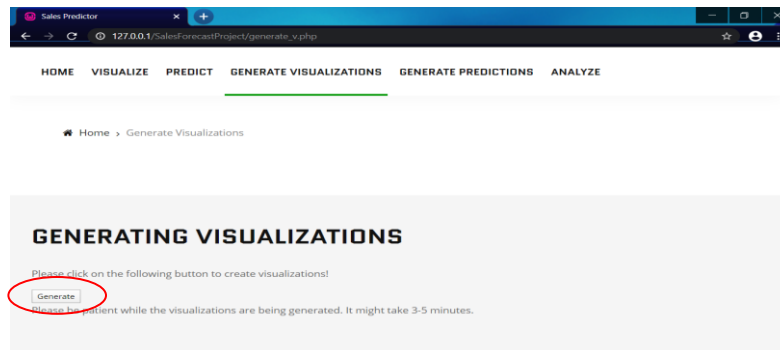 Sales Predictor
127.0.0.1/SalesForecastProject/generate_v.php
HOME VISUALIZE PREDICT GENERATE VISUALIZATIONS GENERATE PREDICTIONS ANALYZE
Home › Generate Visualizations
GENERATING VISUALIZATIONS
Please click on the following button to create visualizations!
Generate
Please be patient while the visualizations are being generated. It might take 3-5 minutes.